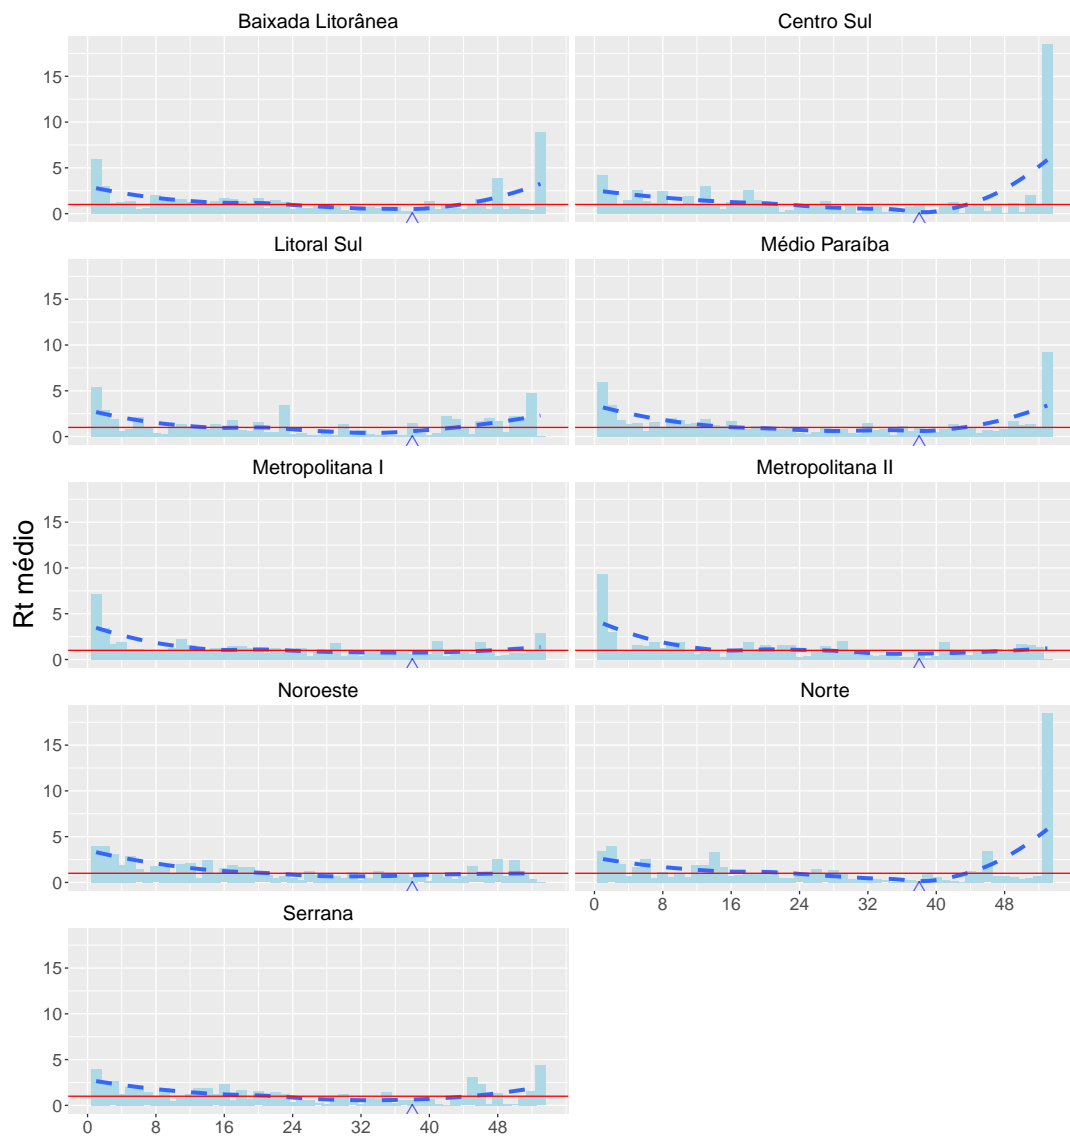 Baixada Litorânea
Centro Sul
15
10
5
0
Litoral Sul
Médio Paraíba
15
10
5
0
Metropolitana I
Metropolitana II
15
10
5
0
Rt médio
Noroeste
Norte
15
10
5
0
0 8 16 24 32 40 48
Serrana
15
10
5
0
0 8 16 24 32 40 48